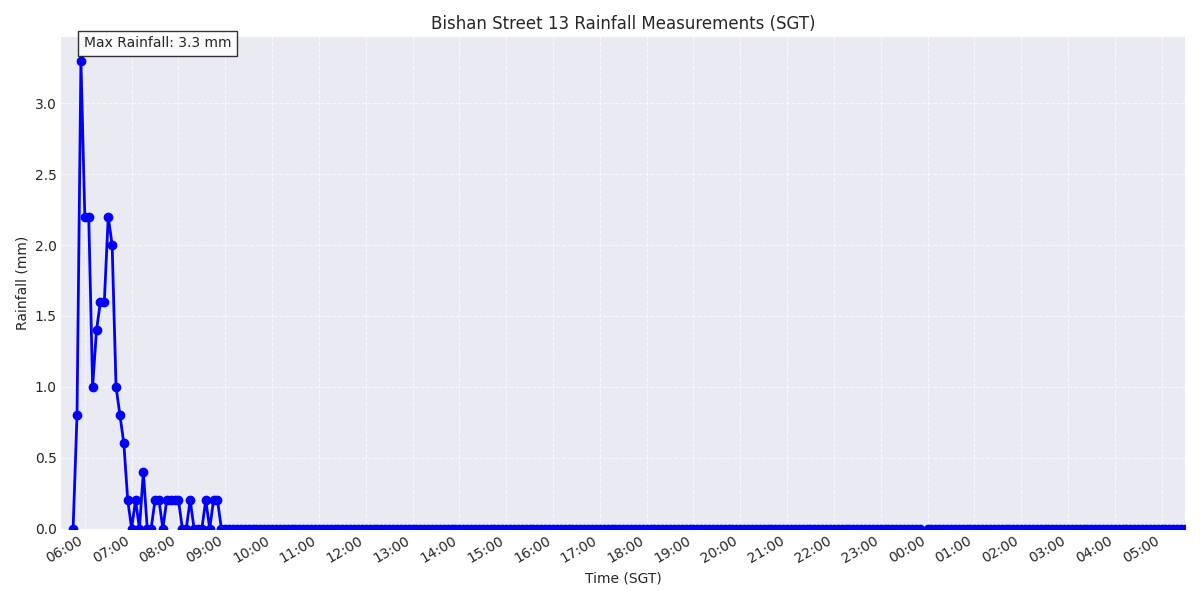 Bishan Street 13 Rainfall Measurements (SGT)
Max Rainfall: 3.3 mm
Rainfall (mm)
3.0
2.5
2.0
1.5
1.0
0.5
0.0
06:00 07:00 08:00 09:00 10:00 11:00 12:00 13:00 14:00 15:00 16:00 17:00 18:00 19:00 20:00 21:00 22:00 23:00 00:00 01:00 02:00 03:00 04:00 05:00
Time (SGT)